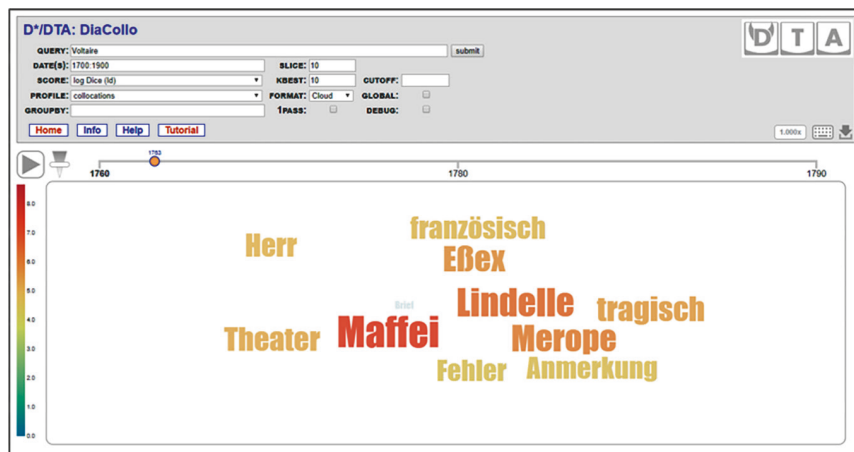 D*/DTA: DiaCollo
D T A
QUERY: Voltaire submit
DATE(S): 1700:1900 SLICE: 10
SCORE: log Dice (ld) KBEST: 10 CUTOFF:
PROFILE: collocations FORMAT: Cloud GLOBAL:
GROUPBY: 1PASS: DEBUG:
Home Info Help Tutorial 1.000x
1763
1760 1780 1790
8.0
7.0
6.0
5.0
4.0
3.0
2.0
1.0
0.0
französisch
Herr
Eßex
Brief
Lindelle
tragisch
Theater
Maffei
Merope
Fehler
Anmerkung